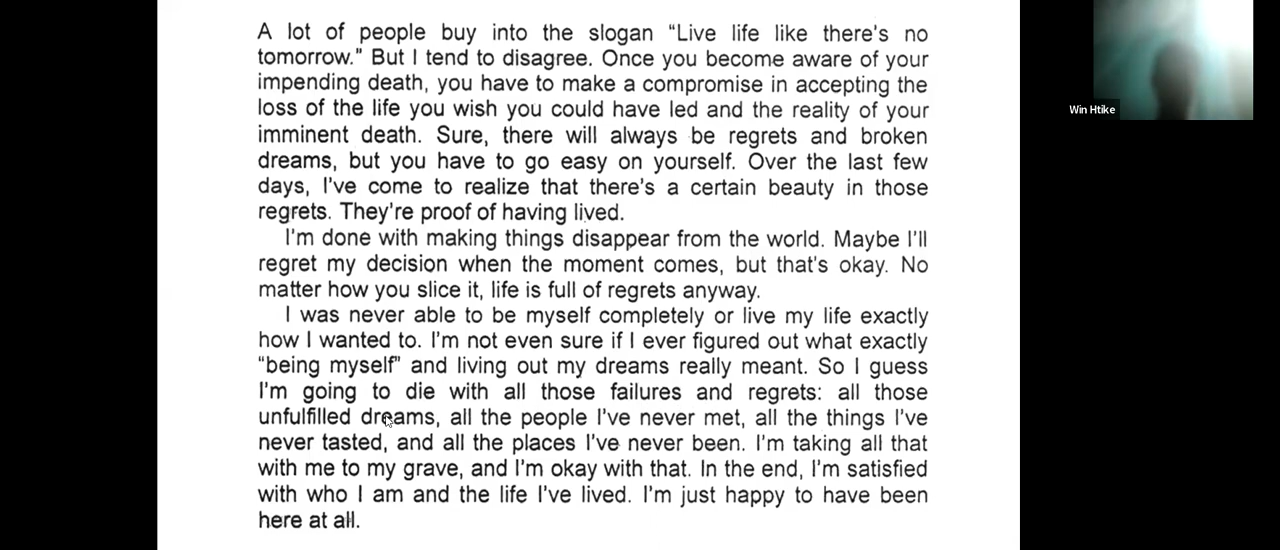 A lot of people buy into the slogan “Live life like there's no
tomorrow.” But I tend to disagree. Once you become aware of your
impending death, you have to make a compromise in accepting the
loss of the life you wish you could have led and the reality of your
imminent death. Sure, there will always be regrets and broken
dreams, but you have to go easy on yourself. Over the last few
days, I've come to realize that there's a certain beauty in those
regrets. They're proof of having lived.
I'm done with making things disappear from the world. Maybe I'll
regret my decision when the moment comes, but that's okay. No
matter how you slice it, life is full of regrets anyway.
I was never able to be myself completely or live my life exactly
how I wanted to. I'm not even sure if I ever figured out what exactly
“being myself” and living out my dreams really meant. So I guess
I'm going to die with all those failures and regrets: all those
unfulfilled dreams, all the people I've never met, all the things I've
never tasted, and all the places I've never been. I'm taking all that
with me to my grave, and I'm okay with that. In the end, I'm satisfied
with who I am and the life I've lived. I'm just happy to have been
here at all.
Win Htike